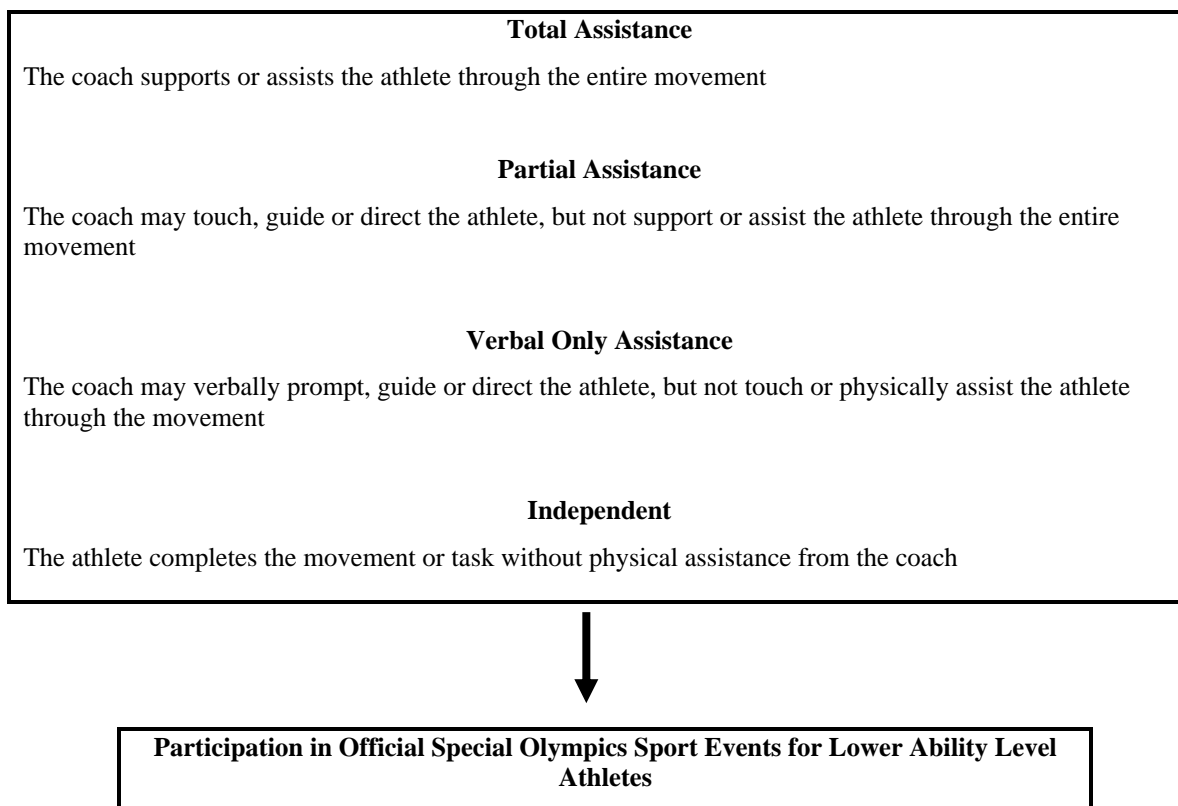 Total Assistance
The coach supports or assists the athlete through the entire movement
Partial Assistance
The coach may touch, guide or direct the athlete, but not support or assist the athlete through the entire
movement
Verbal Only Assistance
The coach may verbally prompt, guide or direct the athlete, but not touch or physically assist the athlete
through the movement
Independent
The athlete completes the movement or task without physical assistance from the coach
Participation in Official Special Olympics Sport Events for Lower Ability Level
Athletes